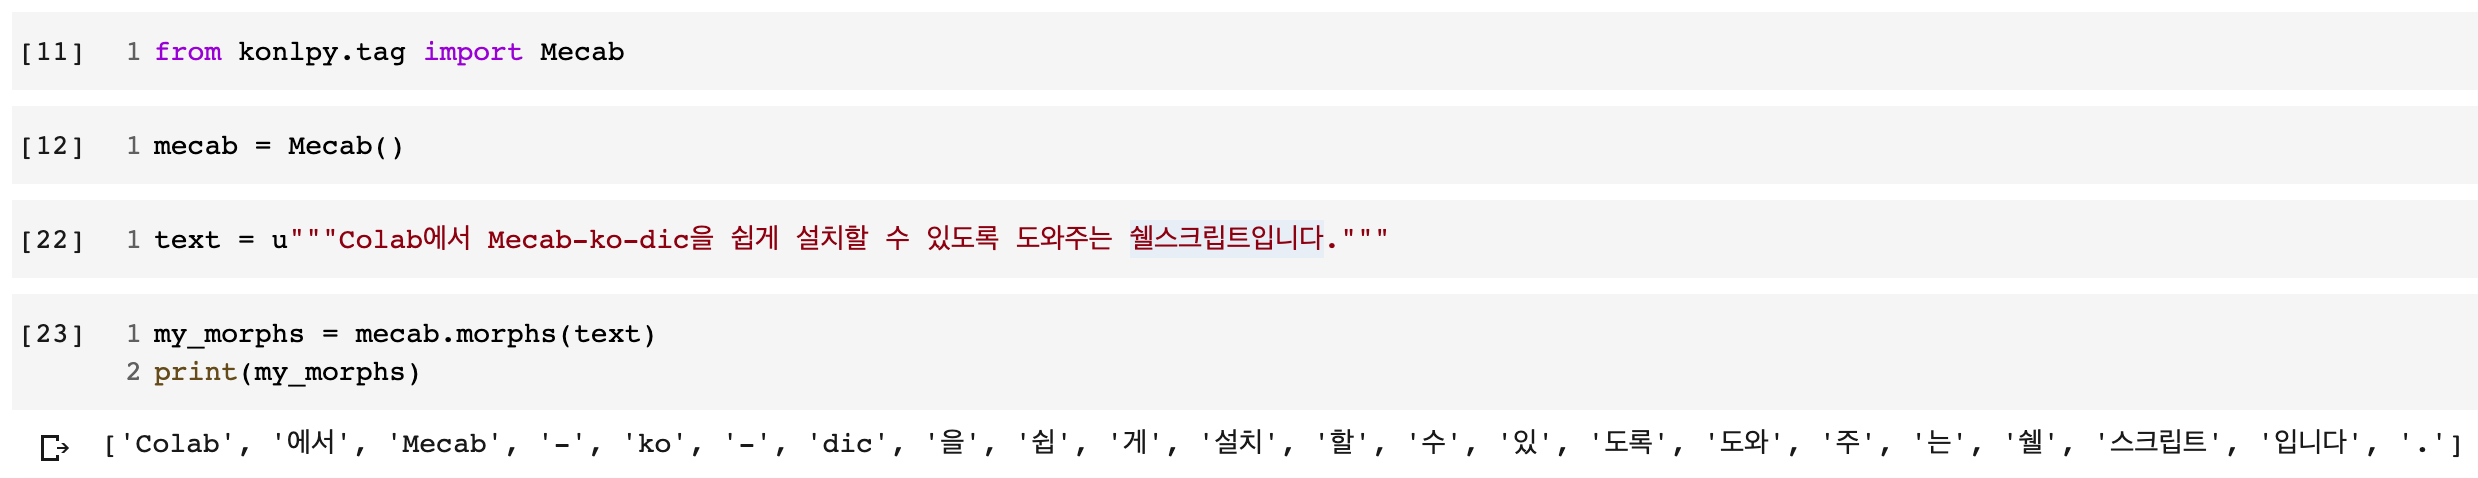 [11] 1 from konlpy.tag import Mecab
[12] 1 mecab = Mecab()
[22] 1 text = u"""Colab에서 Mecab-ko-dic을 쉽게 설치할 수 있도록 도와주는 쉘스크립트입니다."""
[23] 1 my_morphs = mecab.morphs(text)
2 print(my_morphs)
['Colab', '에서', 'Mecab', '-', 'ko', '-', 'dic', '을', '쉽', '게', '설치', '할', '수', '있', '도록', '도와', '주', '는', '쉘', '스크립트', '입니다', '.']